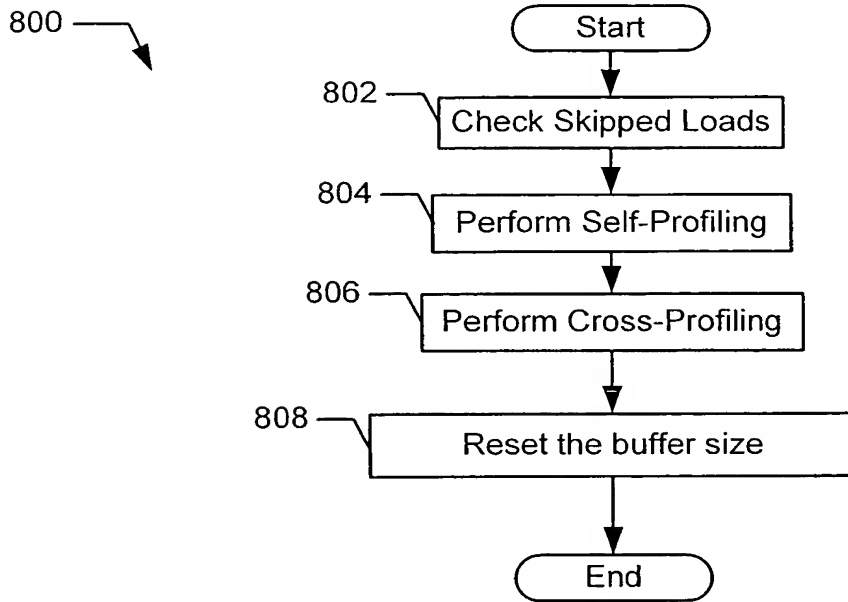 800
Start
802
Check Skipped Loads
804
Perform Self-Profiling
806
Perform Cross-Profiling
808
Reset the buffer size
End